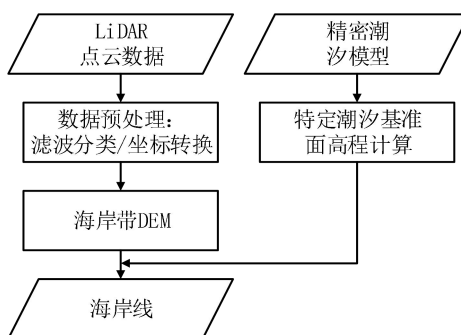 LiDAR
点云数据
精密潮
汐模型
数据预处理：
滤波分类/坐标转换
特定潮汐基准
面高程计算
海岸带DEM
海岸线